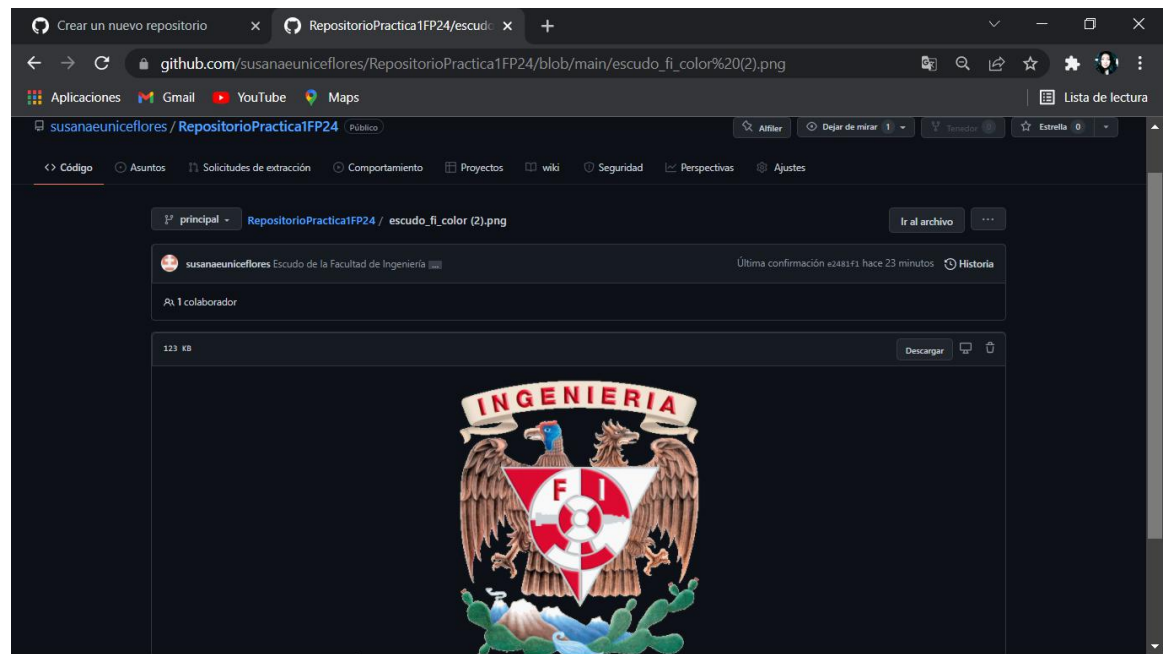 Crear un nuevo repositorio
RepositorioPractica1FP24/escudo
github.com/susanaeuniceflores/RepositorioPractica1FP24/blob/main/escudo_fi_color%20(2).png
Aplicaciones Gmail YouTube Maps Lista de lectura
susanaeuniceflores / RepositorioPractica1FP24 Público Alfiler Dejar de mirar 1 Tenedor 0 Estrella 0
<> Código Asuntos Solicitudes de extracción Comportamiento Proyectos wiki Seguridad Perspectivas Ajustes
principal RepositorioPractica1FP24 / escudo_fi_color (2).png Ir al archivo ...
susanaeuniceflores Escudo de la Facultad de Ingeniería ... Última confirmación e2481f1 hace 23 minutos Historia
1 colaborador
123 KB Descargar
INGENIERIA
F I